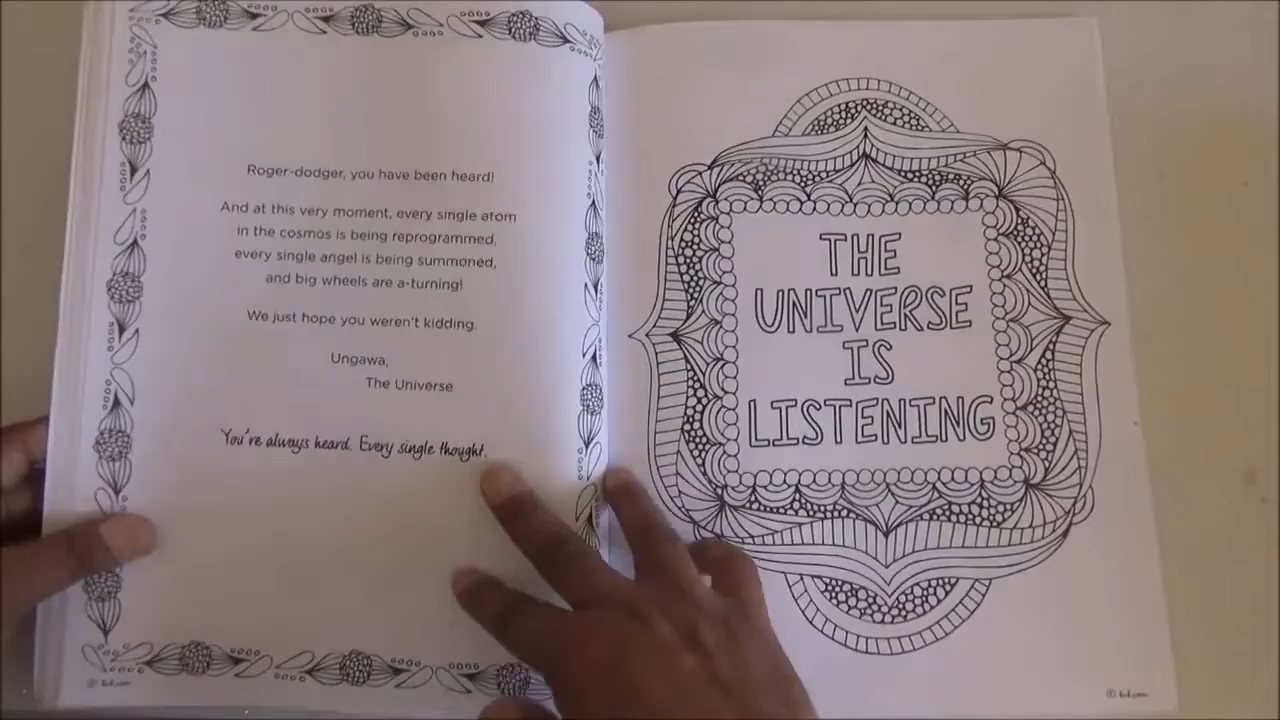 Roger-dodger, you have been heard!
And at this very moment, every single atom
in the cosmos is being reprogrammed,
every single angel is being summoned,
and big wheels are a-turning!
We just hope you weren't kidding.
Ungawa,
The Universe
You're always heard. Every single thought.
THE
UNIVERSE
IS
LISTENING